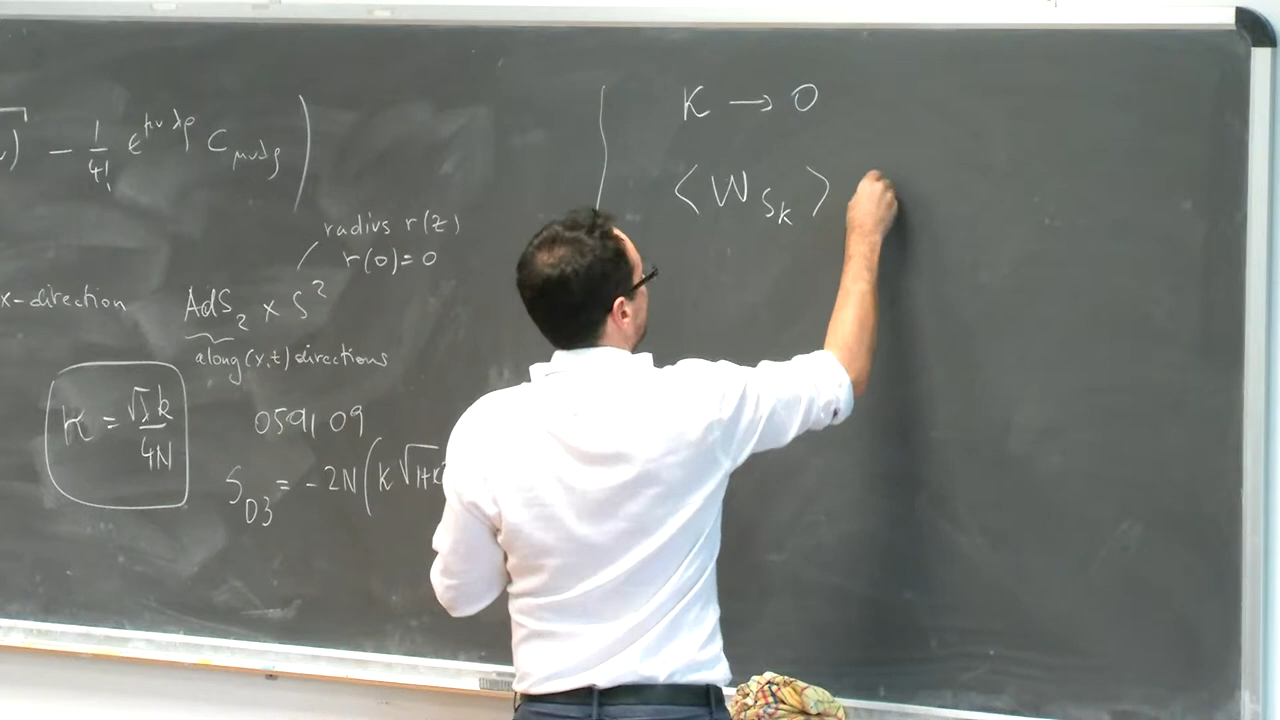 ) - 1/4! ϵ^{μνλρ} C_{μνλρ} )
radius r(z)
r(0)=0
x-direction AdS_2 × S^2
along (x,t) directions
κ = √λ k / 4N
0501109
S_{D3} = -2N ( κ √1+κ
κ → 0
⟨W_{S_k}⟩